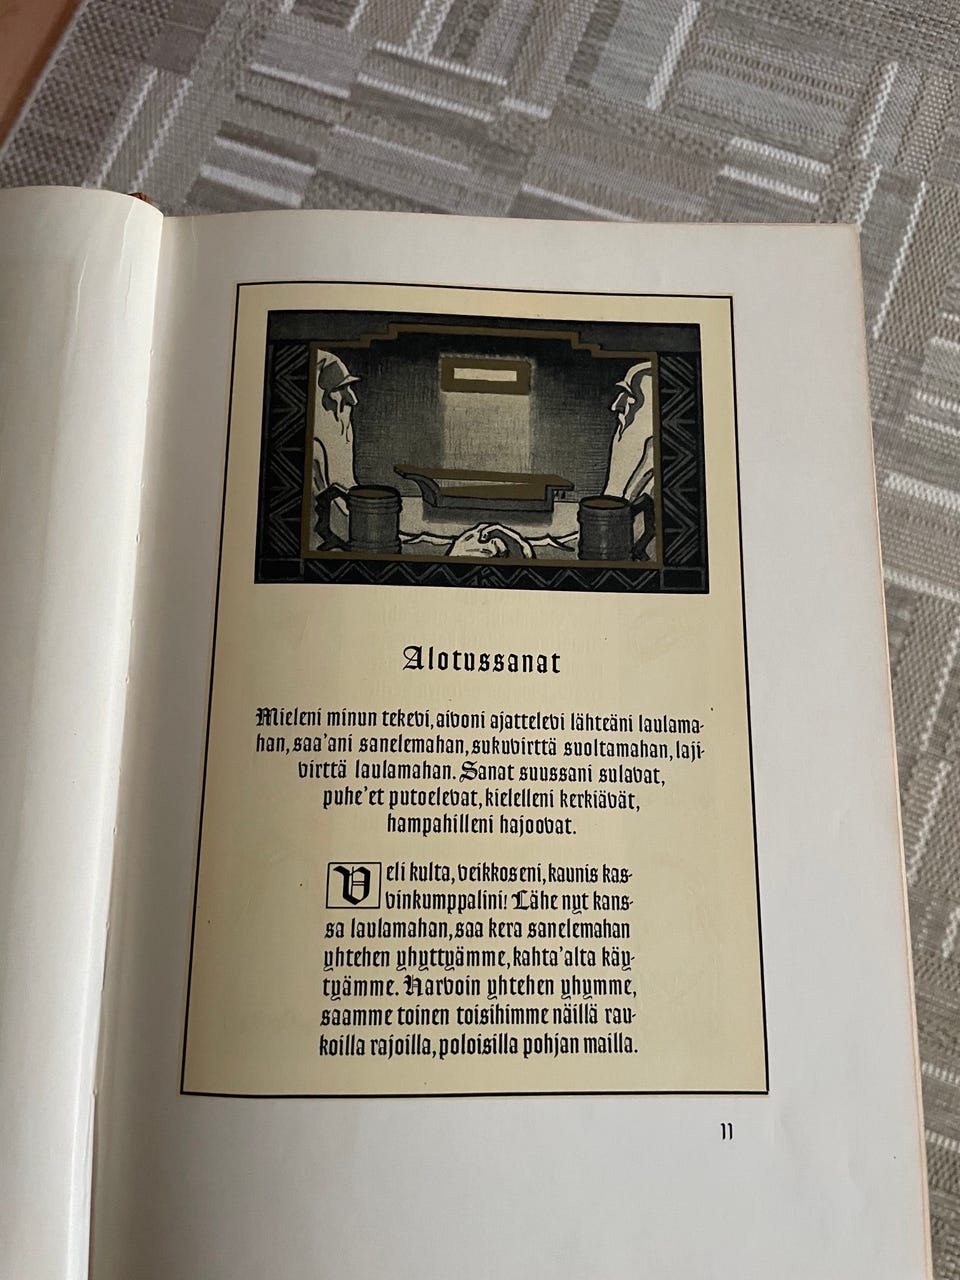 Alotussanat
Mieleni minun tekevi, aivoni ajattelevi lähteäni laulama-
han, saa'ani sanelemahan, sukuvirttä suoltamahan, laji-
virttä laulamahan. Sanat suussani sulavat,
puhe'et putoelevat, kielelleni kerkiävät,
hampahilleni hajoovat.
Veli kulta, veikkoseni, kaunis kas-
vinkumppalini! Lähe nyt kans-
sa laulamahan, saa kera sanelemahan
yhtehen yhyttyämme, kahta'alta käy-
tyämme. Harvoin yhtehen yhymme,
saamme toinen toisihimme näillä rau-
koilla rajoilla, poloisilla pohjan mailla.
11